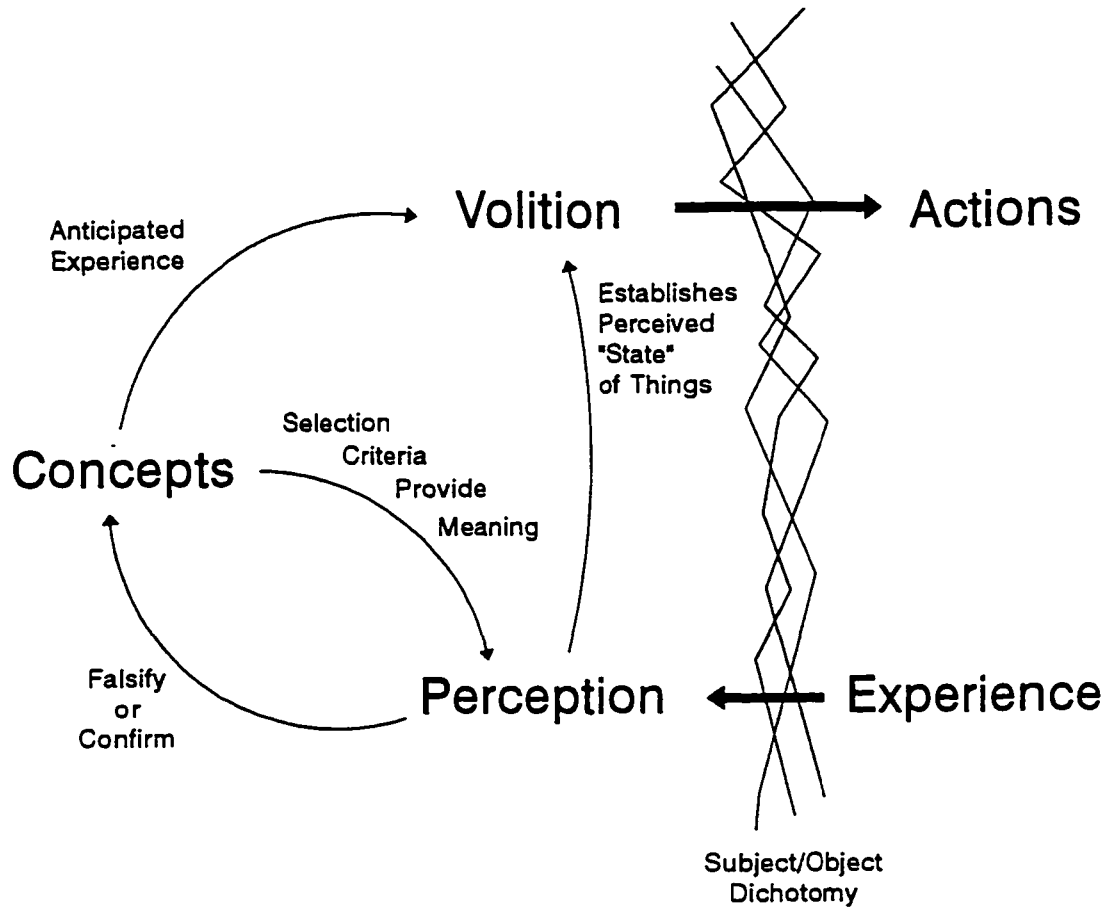 Volition
Actions
Anticipated
Experience
Establishes
Perceived
"State"
of Things
Selection
Criteria
Provide
Meaning
Concepts
Falsify
or
Confirm
Perception
Experience
Subject/Object
Dichotomy